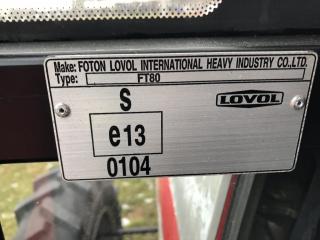 Make: FOTON LOVOL INTERNATIONAL HEAVY INDUSTRY CO.,LTD.
Type: FT80
S
LOVOL
e13
0104